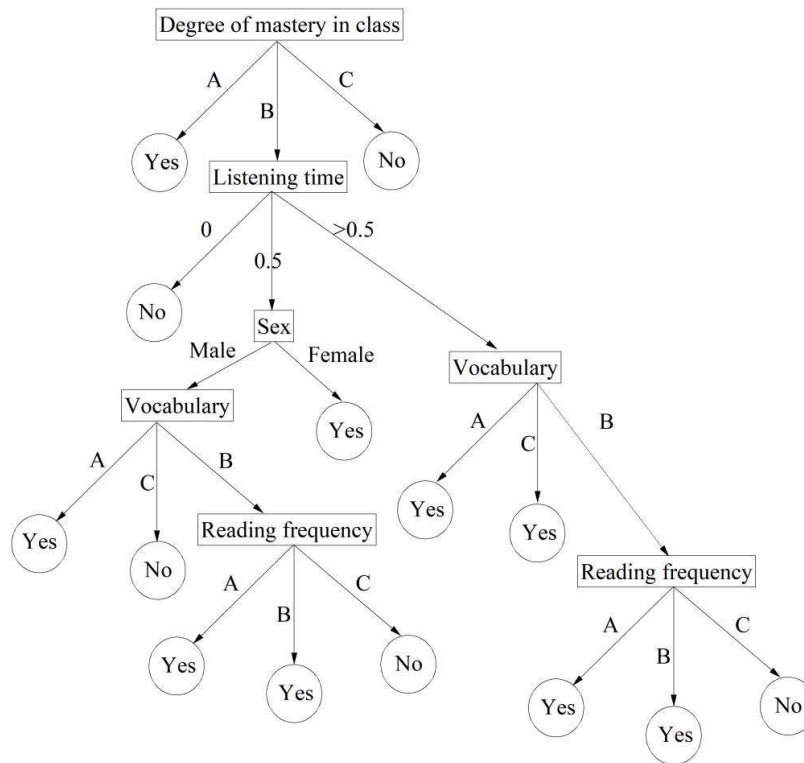 Degree of mastery in class
A
B
C
Yes
No
Listening time
0
0.5
>0.5
No
Sex
Male
Female
Vocabulary
Yes
Vocabulary
A
C
B
A
C
B
Yes
No
Reading frequency
Yes
Yes
Reading frequency
A
B
C
Yes
Yes
No
A
B
C
Yes
Yes
No